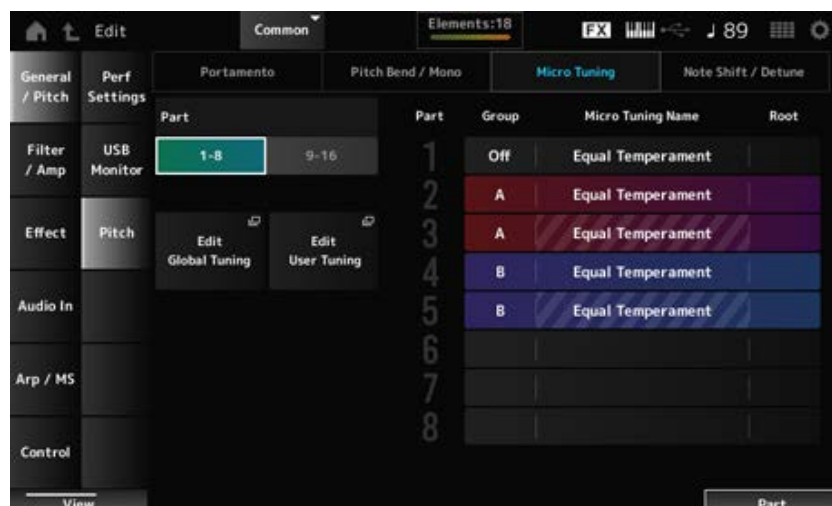 Edit
Common
Elements:18
FX
♩ 89
General / Pitch
Perf Settings
Filter / Amp
USB Monitor
Effect
Pitch
Audio In
Arp / MS
Control
View
Portamento
Pitch Bend / Mono
Micro Tuning
Note Shift / Detune
Part
1-8
9-16
Edit Global Tuning
Edit User Tuning
Part Group Micro Tuning Name Root
1 Off Equal Temperament
2 A Equal Temperament
3 A Equal Temperament
4 B Equal Temperament
5 B Equal Temperament
6
7
8
Part